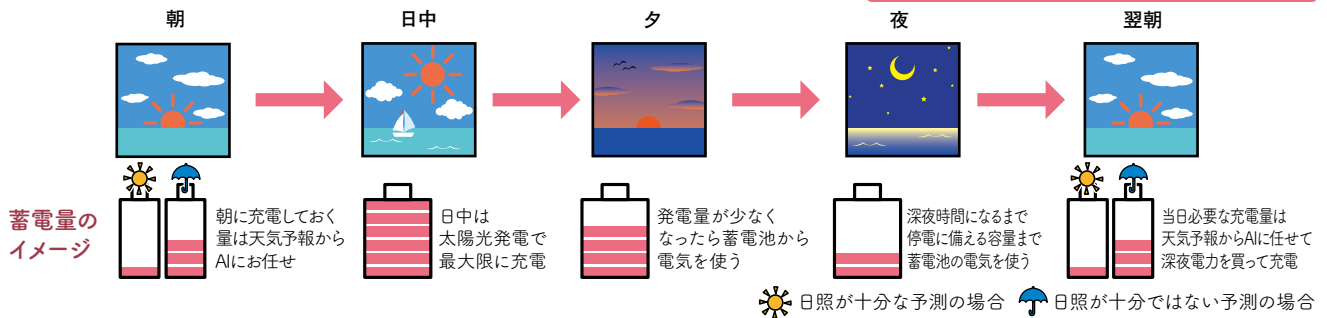 朝
日中
夕
夜
翌朝
蓄電量の
イメージ
朝に充電しておく
量は天気予報から
AIにお任せ
日中は
太陽光発電で
最大限に充電
発電量が少なく
なったら蓄電池から
電気を使う
深夜時間になるまで
停電に備える容量まで
蓄電池の電気を使う
当日必要な充電量は
天気予報からAIに任せて
深夜電力を買って充電
日照が十分な予測の場合
日照が十分ではない予測の場合